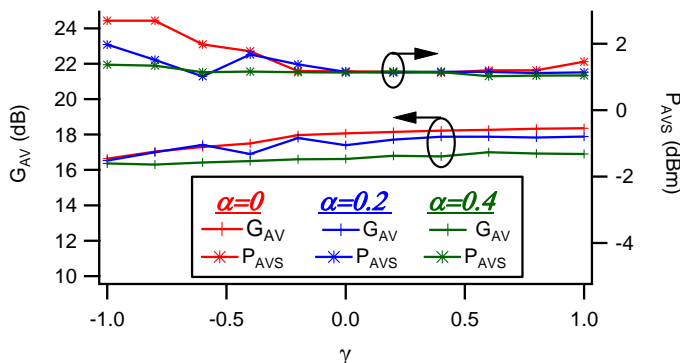 24
22
20
18
16
14
12
10
G_AV (dB)
2
0
-2
-4
P_AVS (dBm)
α=0 α=0.2 α=0.4
G_AV G_AV G_AV
P_AVS P_AVS P_AVS
-1.0 -0.5 0.0 0.5 1.0
γ